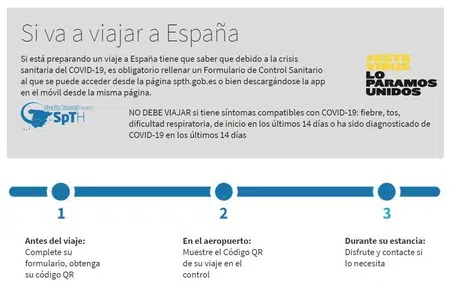 Si va a viajar a España
Si está preparando un viaje a España tiene que saber que debido a la crisis
sanitaria del COVID-19, es obligatorio rellenar un Formulario de Control Sanitario
al que se puede acceder desde la página spth.gob.es o bien descargándose la app
en el móvil desde la misma página.
#ESTE
VIRUS
LO
PARAMOS
UNIDOS
Spain Travel Health
SpTH
NO DEBE VIAJAR si tiene síntomas compatibles con COVID-19: fiebre, tos,
dificultad respiratoria, de inicio en los últimos 14 días o ha sido diagnosticado de
COVID-19 en los últimos 14 días
1
2
3
Antes del viaje:
Complete su
formulario, obtenga
su código QR
En el aeropuerto:
Muestre el Código QR
de su viaje en el
control
Durante su estancia:
Disfrute y contacte si
lo necesita